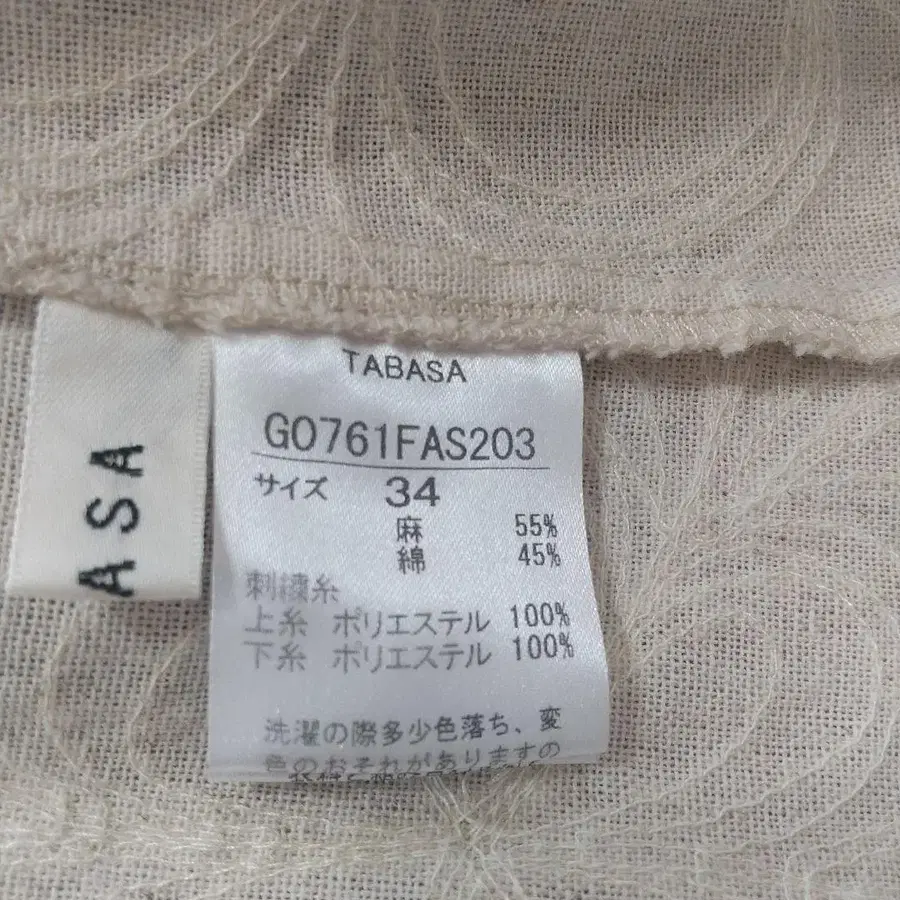 TABASA
GO761FAS203
サイズ 34
麻 55%
綿 45%
刺繍糸
上糸 ポリエステル 100%
下糸 ポリエステル 100%
洗濯の際多少色落ち、変
色のおそれがありますの
ASA